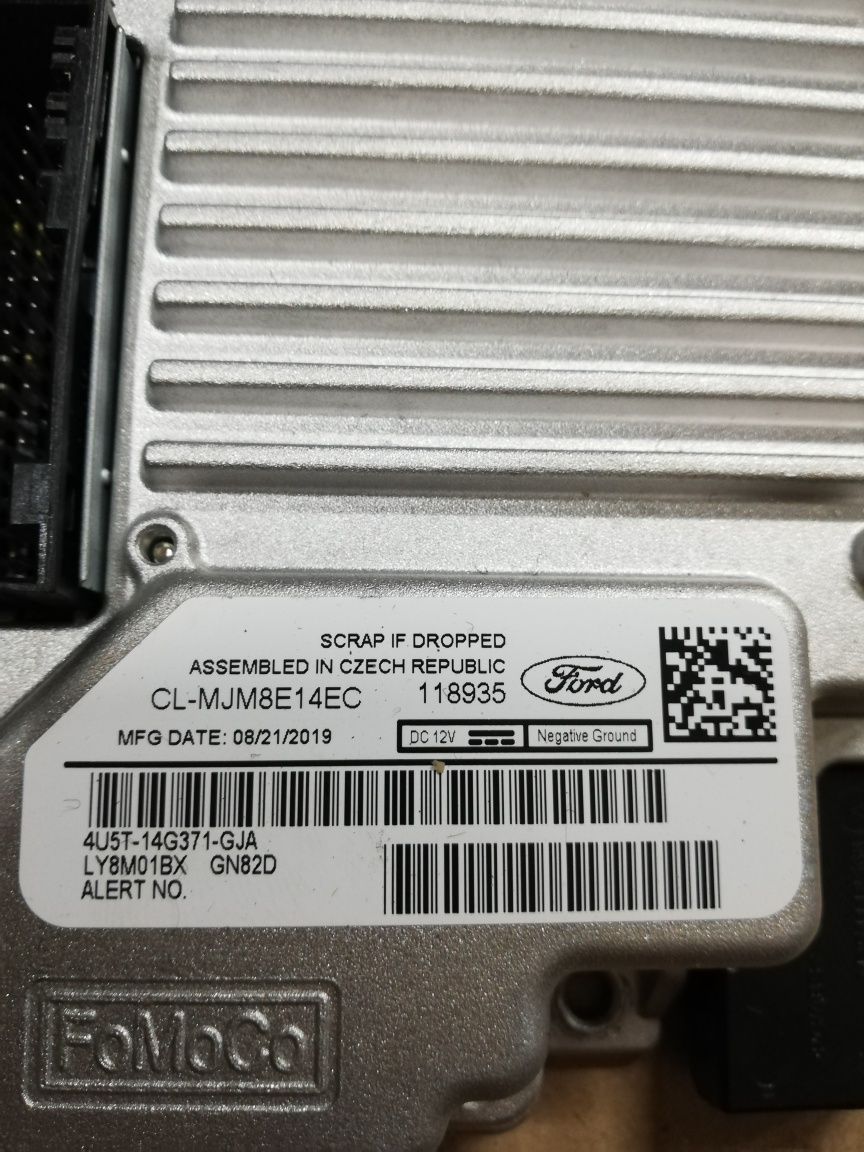 SCRAP IF DROPPED
ASSEMBLED IN CZECH REPUBLIC
Ford
CL-MJM8E14EC 118935
MFG DATE: 08/21/2019
DC 12V
Negative Ground
4U5T-14G371-GJA
LY8M01BX GN82D
ALERT NO.
FoMoCo